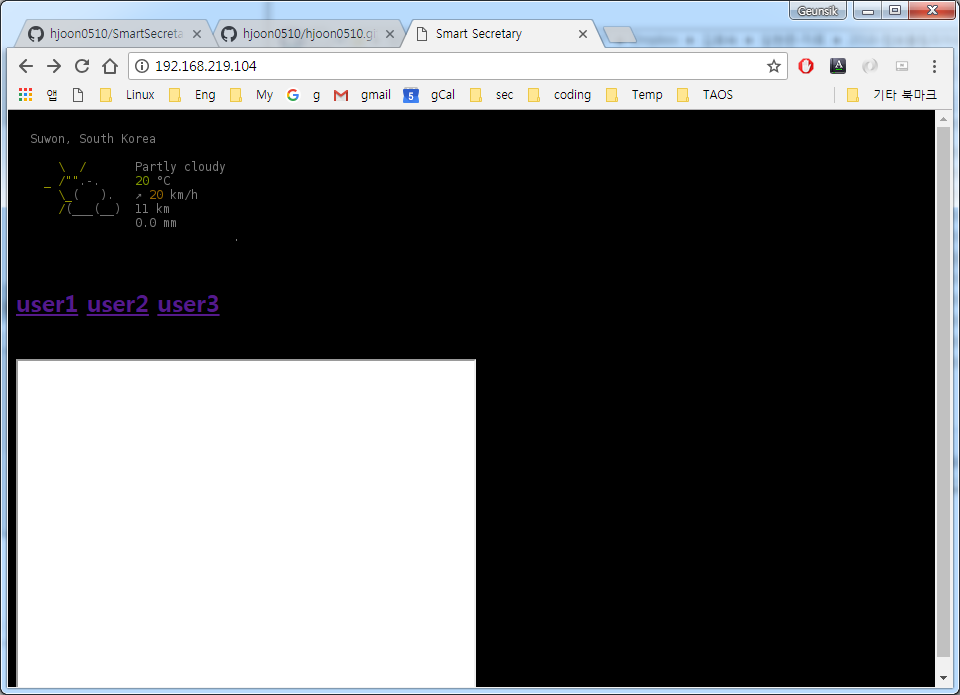 Geunsik
hjoon0510/SmartSecreta
hjoon0510/hjoon0510.gi
Smart Secretary
192.168.219.104
앱 Linux Eng My g gmail 5 gCal sec coding Temp TAOS 기타 북마크
Suwon, South Korea
\ / Partly cloudy
_ /"".-. 20 °C
\_( ). ↗ 20 km/h
/(___(__) 11 km
0.0 mm
user1 user2 user3